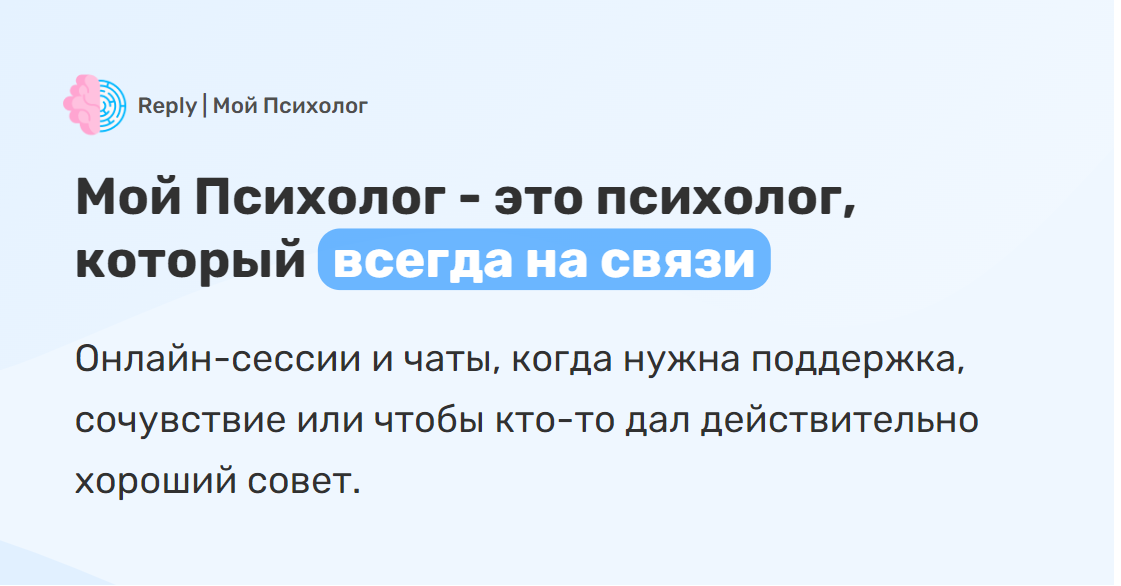 Reply | Мой Психолог
Мой Психолог - это психолог,
который всегда на связи
Онлайн-сессии и чаты, когда нужна поддержка,
сочувствие или чтобы кто-то дал действительно
хороший совет.